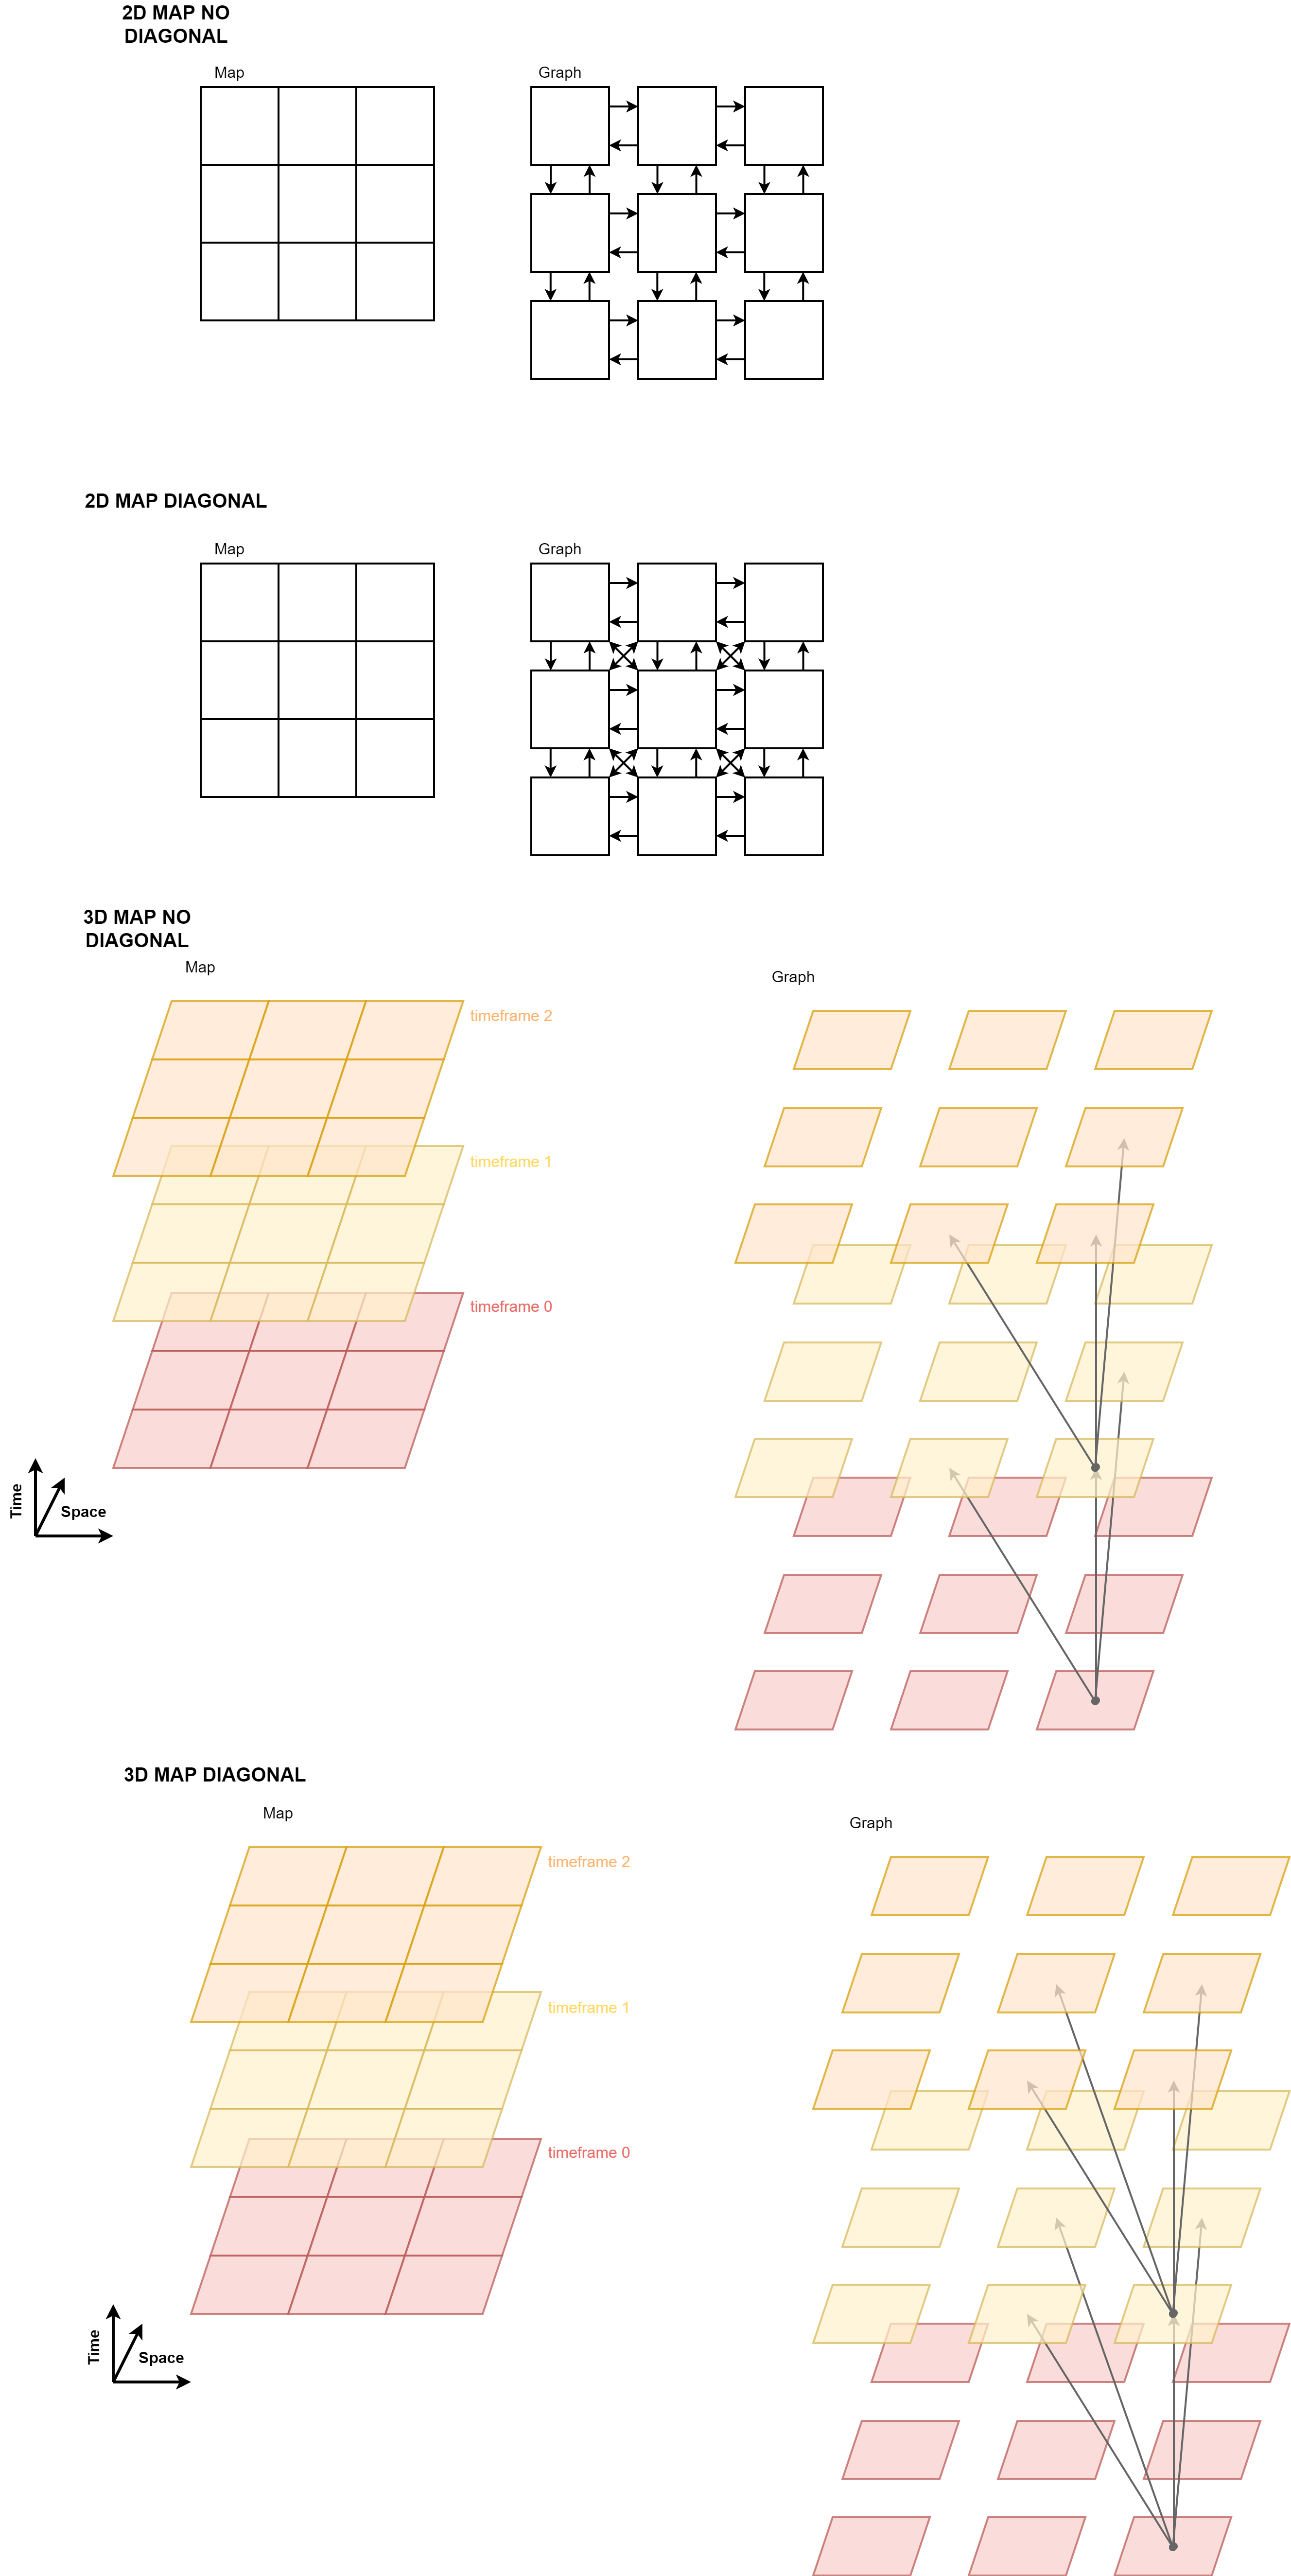 2D MAP NO
DIAGONAL
Map
Graph
2D MAP DIAGONAL
Map
Graph
3D MAP NO
DIAGONAL
Map
Graph
timeframe 2
timeframe 1
timeframe 0
Time
Space
3D MAP DIAGONAL
Map
Graph
timeframe 2
timeframe 1
timeframe 0
Time
Space